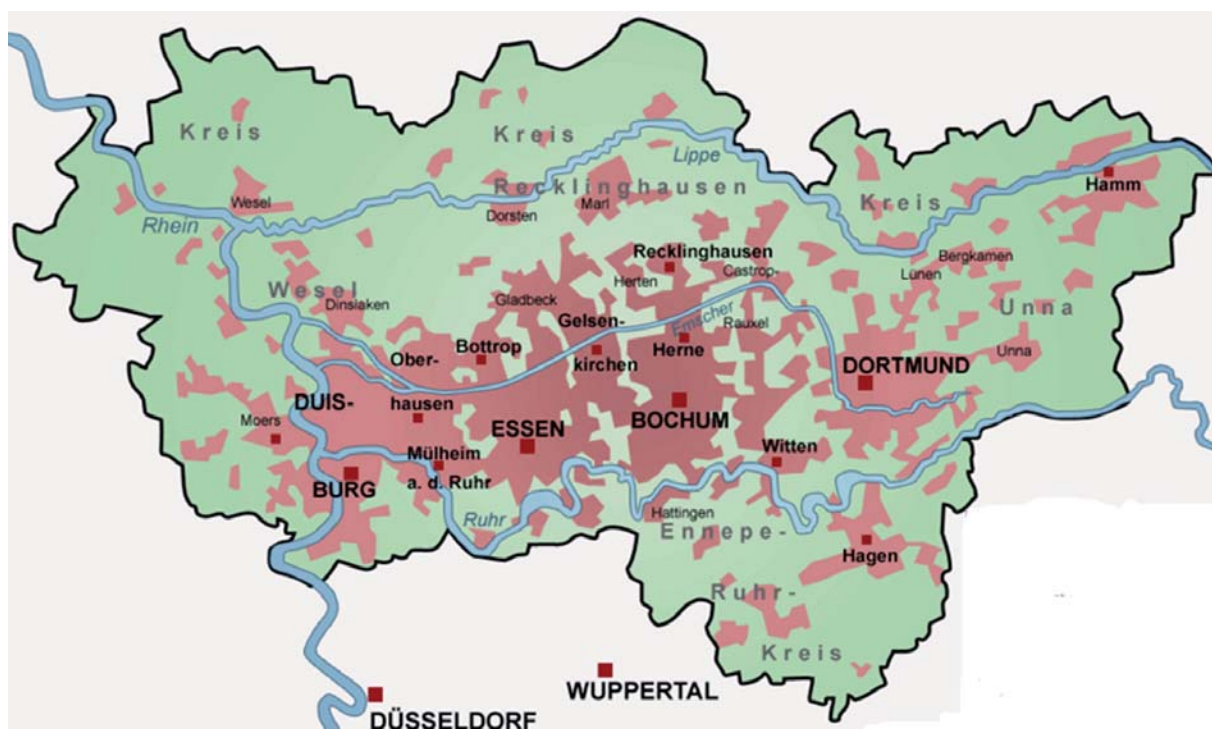 Kreis
Kreis
Lippe
Recklinghausen
Hamm
Wesel
Dorsten
Marl
Kreis
Rhein
Recklinghausen
Bergkamen
Castrop-
Lünen
Herten
Wesel
Dinslaken
Gladbeck
Unna
Gelsen-
Emscher
Rauxel
Ober-
Bottrop
Herne
Unna
kirchen
DORTMUND
DUIS-
hausen
Moers
ESSEN
BOCHUM
Mülheim
Witten
a. d. Ruhr
BURG
Hattingen
Ruhr
Ennepe-
Hagen
Ruhr-
Kreis
WUPPERTAL
DÜSSELDORF